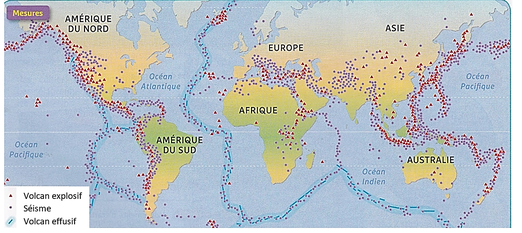 Mesures
AMÉRIQUE
DU NORD
EUROPE
ASIE
Océan
Atlantique
Océan
Pacifique
AFRIQUE
Océan
Pacifique
AMÉRIQUE
DU SUD
Océan
Indien
AUSTRALIE
Volcan explosif
Séisme
Volcan effusif